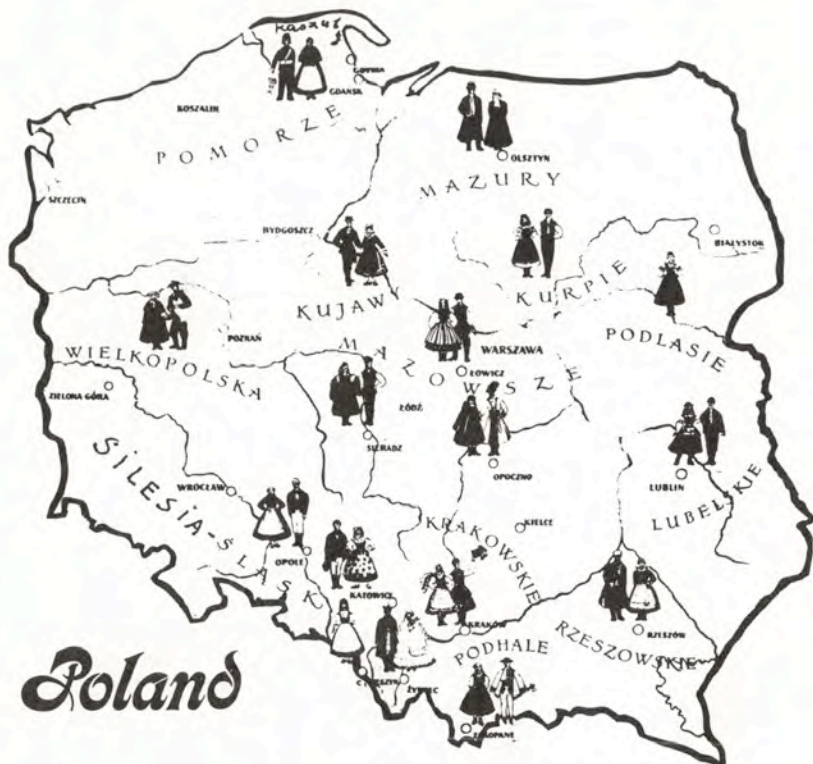 Kaszuby
GDYNIA
GDAŃSK
KOSZALIN
POMORZE
OLSZTYN
SZCZECIN
MAZURY
BYDGOSZCZ
BIAŁYSTOK
KURPIE
KUJAWY
PODLASIE
MAZOWSZE
WARSZAWA
POZNAŃ
WIELKOPOLSKA
ŁOWICZ
ZIELONA GÓRA
ŁÓDŹ
SIERADZ
OPOCZNO
SILESIA-ŚLĄSK
LUBLIN
WROCŁAW
LUBELSKIE
KIELCE
KRAKOWSKIE
OPOLE
KATOWICE
KRAKÓW
RZESZÓW
PODHALE
RZESZOWSKIE
Poland
CIESZYN
ŻYWIEC
ZAKOPANE